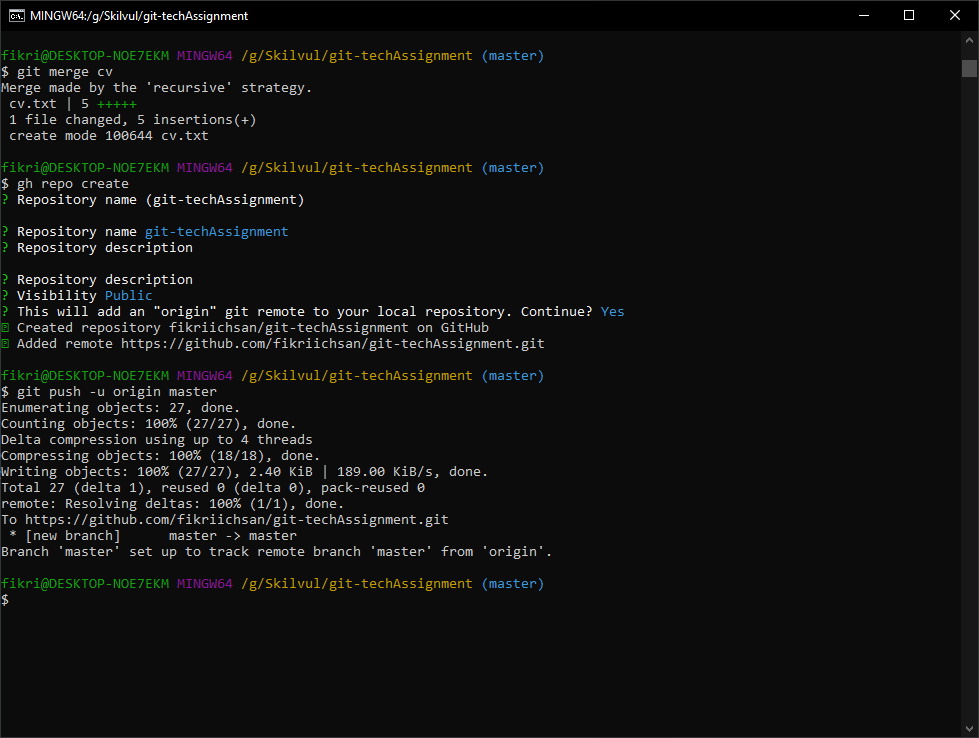 MINGW64:/g/Skilvul/git-techAssignment
fikri@DESKTOP-NOE7EKM MINGW64 /g/Skilvul/git-techAssignment (master)
$ git merge cv
Merge made by the 'recursive' strategy.
 cv.txt | 5 +++++
 1 file changed, 5 insertions(+)
 create mode 100644 cv.txt
fikri@DESKTOP-NOE7EKM MINGW64 /g/Skilvul/git-techAssignment (master)
$ gh repo create
? Repository name (git-techAssignment)
? Repository name git-techAssignment
? Repository description
? Repository description
? Visibility Public
? This will add an "origin" git remote to your local repository. Continue? Yes
Created repository fikriichsan/git-techAssignment on GitHub
Added remote https://github.com/fikriichsan/git-techAssignment.git
fikri@DESKTOP-NOE7EKM MINGW64 /g/Skilvul/git-techAssignment (master)
$ git push -u origin master
Enumerating objects: 27, done.
Counting objects: 100% (27/27), done.
Delta compression using up to 4 threads
Compressing objects: 100% (18/18), done.
Writing objects: 100% (27/27), 2.40 KiB | 189.00 KiB/s, done.
Total 27 (delta 1), reused 0 (delta 0), pack-reused 0
remote: Resolving deltas: 100% (1/1), done.
To https://github.com/fikriichsan/git-techAssignment.git
 * [new branch]      master -> master
Branch 'master' set up to track remote branch 'master' from 'origin'.
fikri@DESKTOP-NOE7EKM MINGW64 /g/Skilvul/git-techAssignment (master)
$